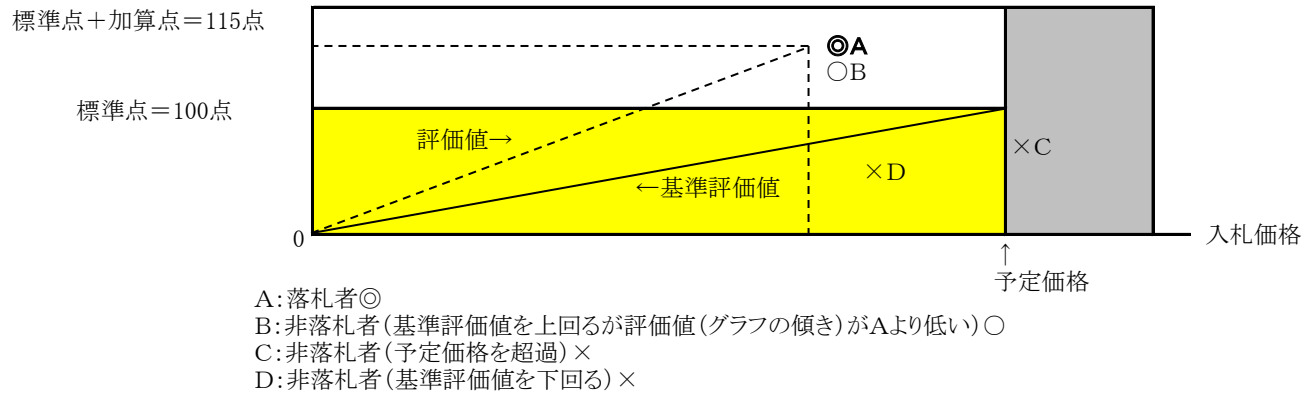 標準点+加算点=115点
◎A
○B
標準点=100点
評価値→
×C
×D
←基準評価値
0
入札価格
↑
予定価格
A:落札者◎
B:非落札者(基準評価値を上回るが評価値(グラフの傾き)がAより低い)○
C:非落札者(予定価格を超過)×
D:非落札者(基準評価値を下回る)×